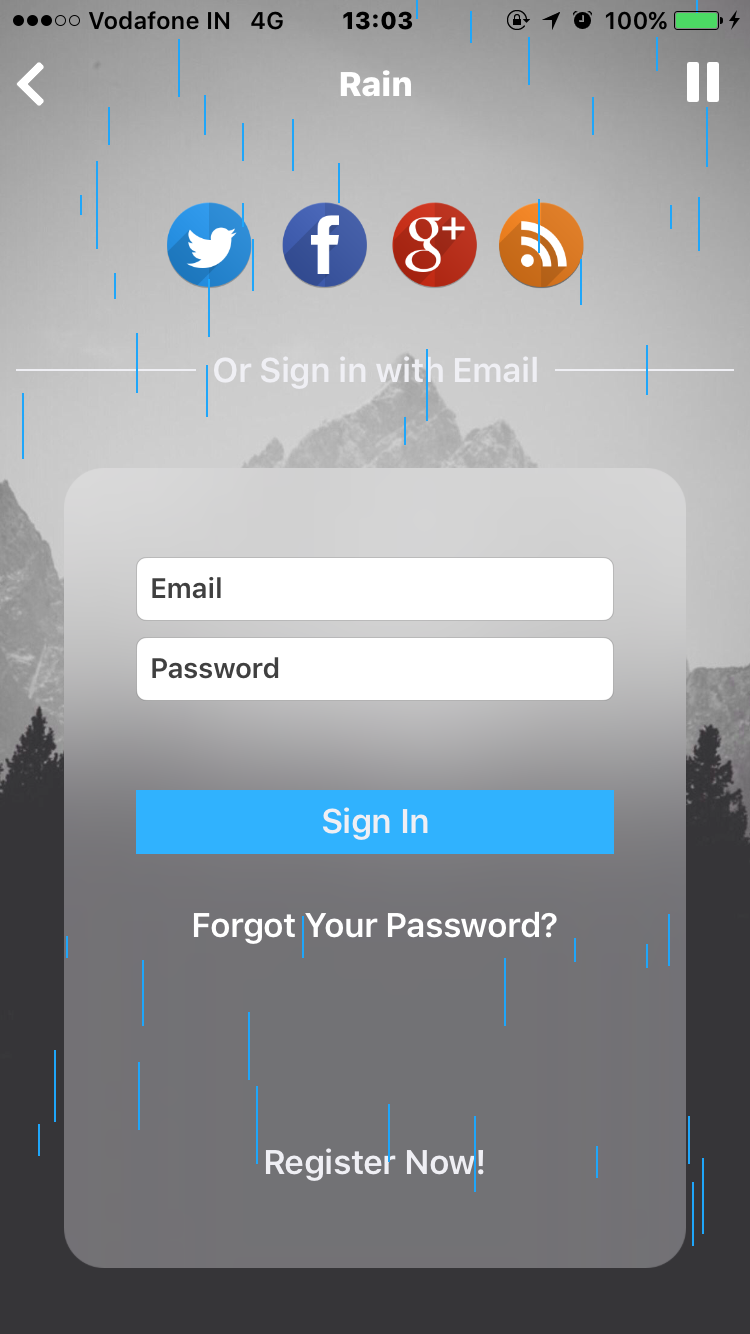 Vodafone IN 4G 13:03 100%
Rain
f g+
Or Sign in with Email
Email
Password
Sign In
Forgot Your Password?
Register Now!